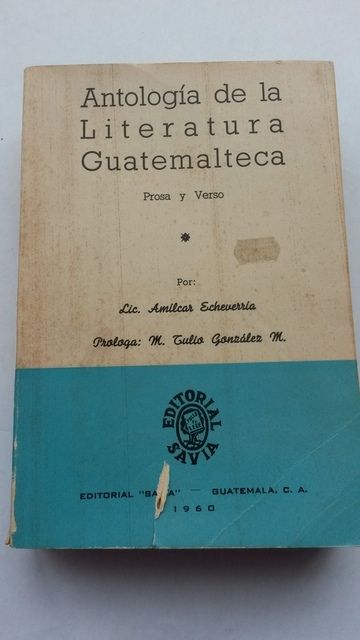 Antología de la
Literatura
Guatemalteca
Prosa y Verso
Por:
Lic. Amilcar Echeverría
Prologa: M. Tulio González M.
EDITORIAL
SAVIA
EDITORIAL "SAVIA" — GUATEMALA, C. A.
1960